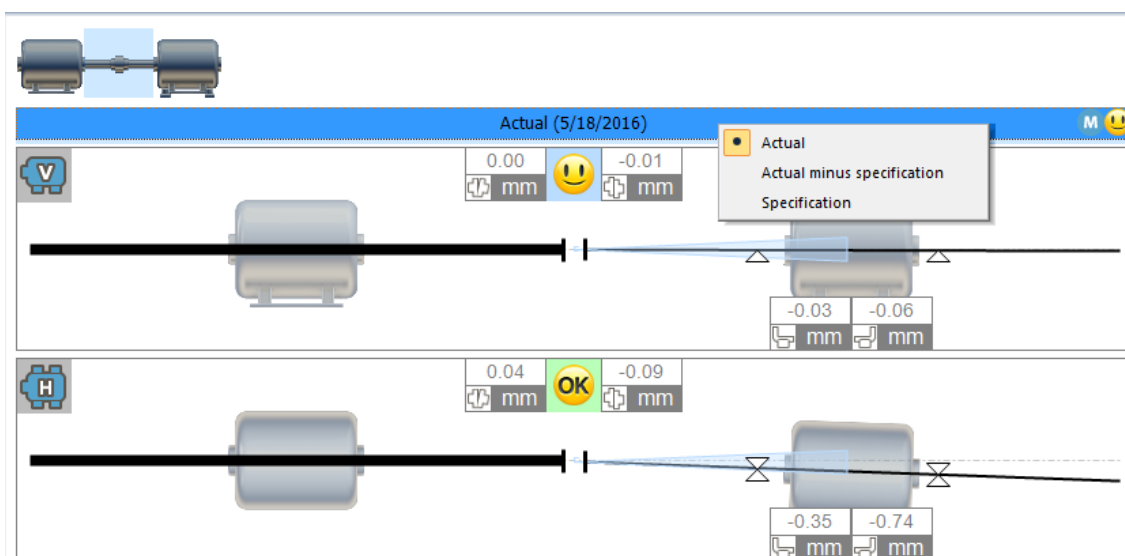 Actual (5/18/2016)
M
Actual
Actual minus specification
Specification
V
0.00
-0.01
mm
mm
-0.03
-0.06
mm
mm
H
0.04
OK
-0.09
mm
mm
-0.35
-0.74
mm
mm